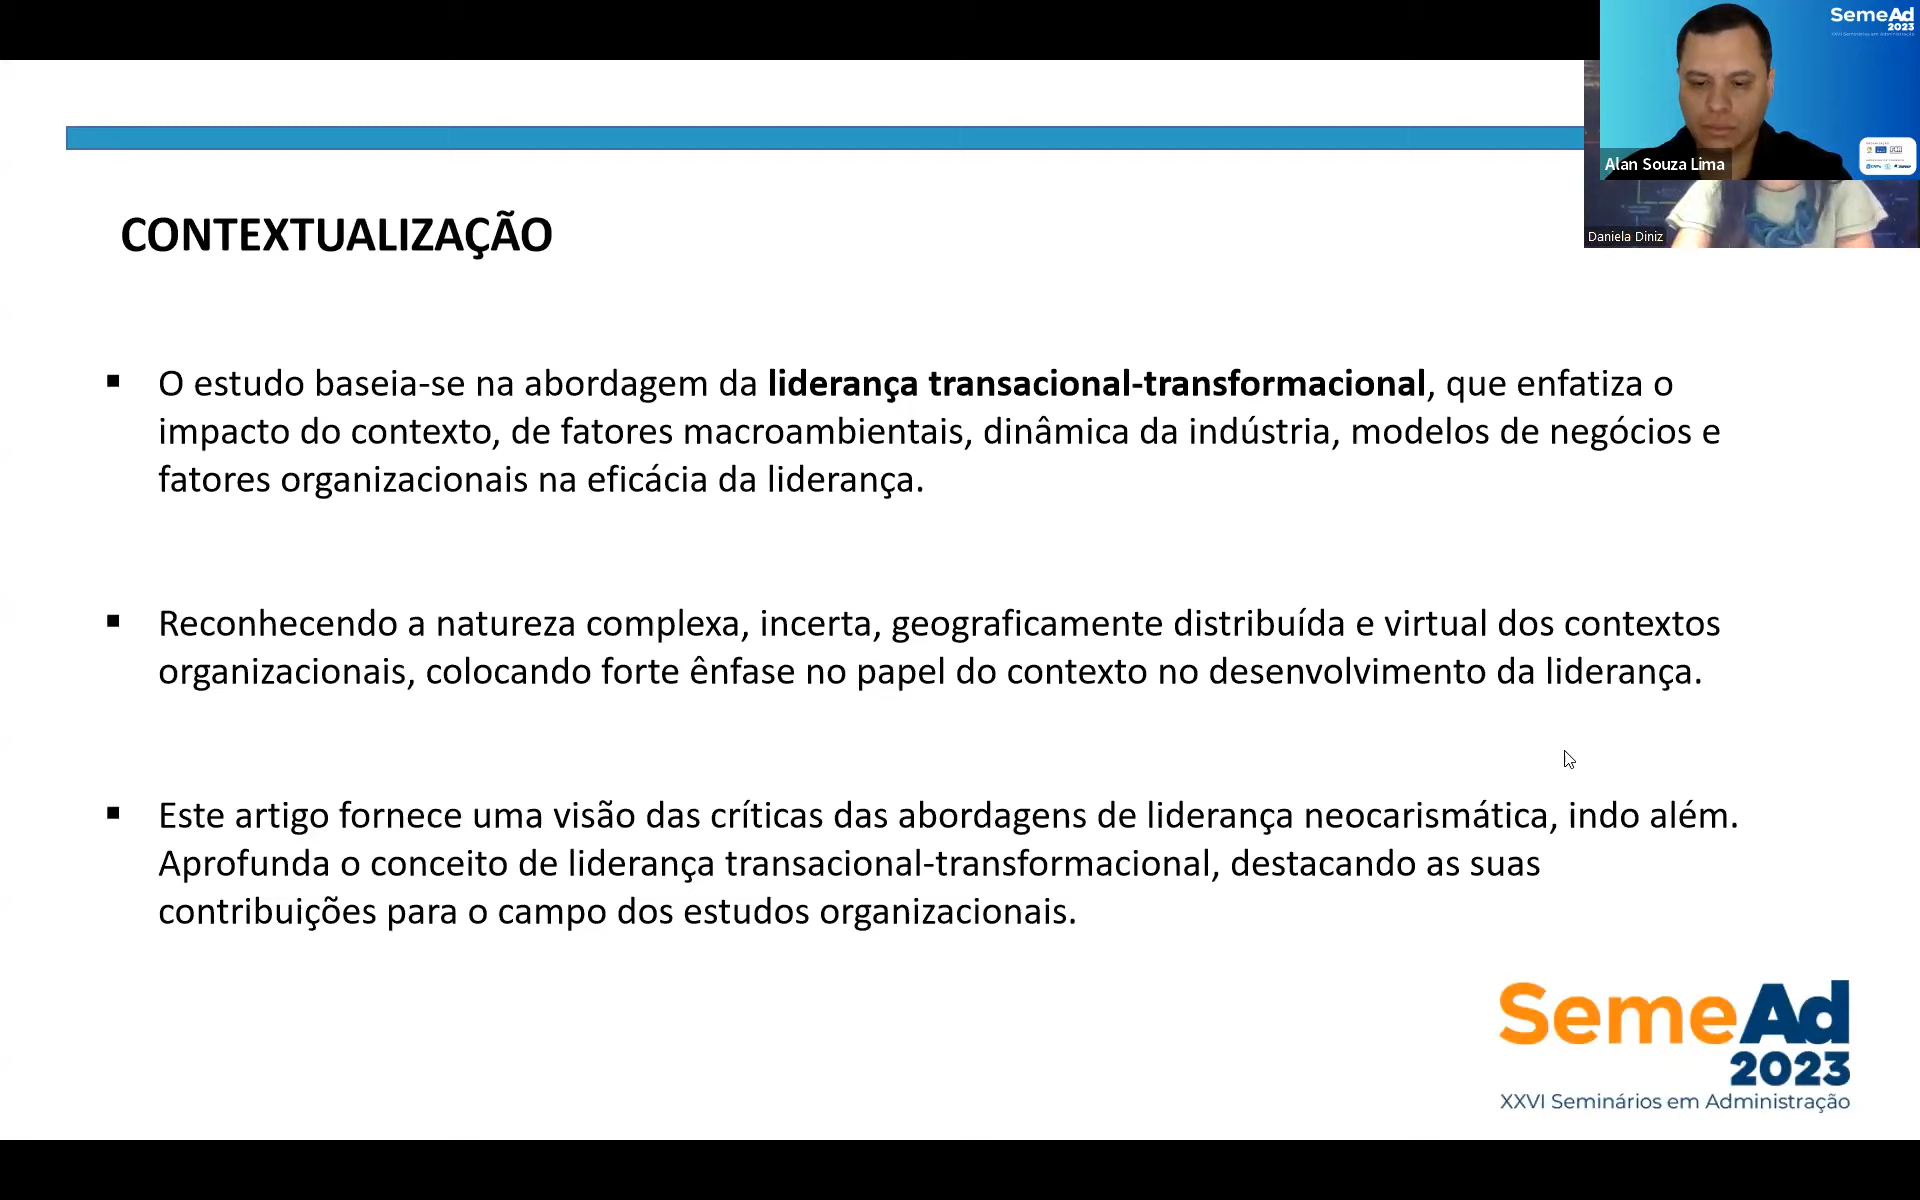 SemeAd
2023
XXVI Seminários em Administração
Alan Souza Lima
Daniela Diniz
CONTEXTUALIZAÇÃO
▪ O estudo baseia-se na abordagem da liderança transacional-transformacional, que enfatiza o
impacto do contexto, de fatores macroambientais, dinâmica da indústria, modelos de negócios e
fatores organizacionais na eficácia da liderança.
▪ Reconhecendo a natureza complexa, incerta, geograficamente distribuída e virtual dos contextos
organizacionais, colocando forte ênfase no papel do contexto no desenvolvimento da liderança.
▪ Este artigo fornece uma visão das críticas das abordagens de liderança neocarismática, indo além.
Aprofunda o conceito de liderança transacional-transformacional, destacando as suas
contribuições para o campo dos estudos organizacionais.
SemeAd
2023
XXVI Seminários em Administração